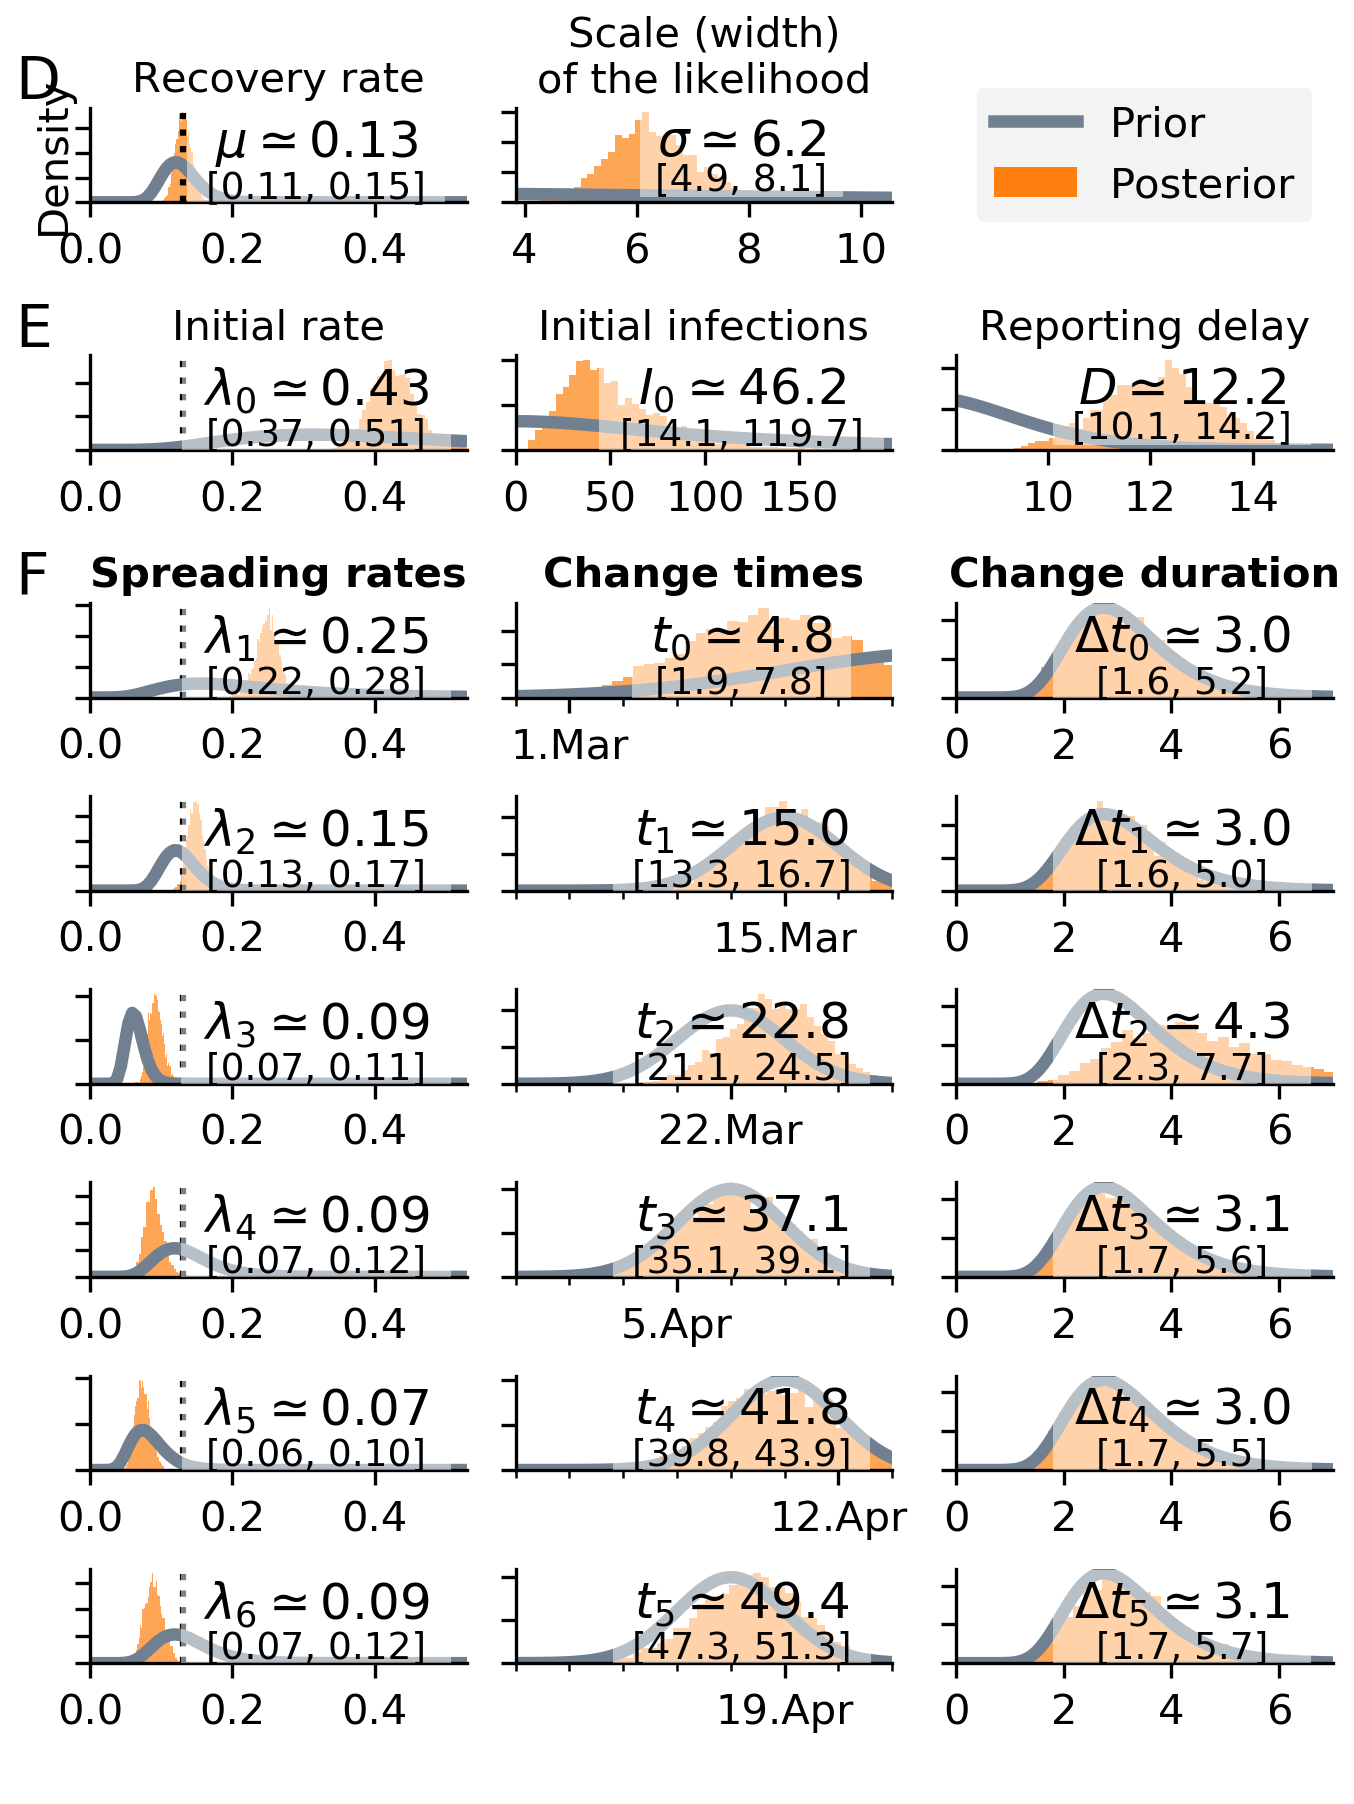 D
Recovery rate
Scale (width)
of the likelihood
Density
μ ≃ 0.13
[0.11, 0.15]
0.0 0.2 0.4
σ ≃ 6.2
[4.9, 8.1]
4 6 8 10
Prior
Posterior
E
Initial rate
λ0 ≃ 0.43
[0.37, 0.51]
0.0 0.2 0.4
Initial infections
I0 ≃ 46.2
[14.1, 119.7]
0 50 100 150
Reporting delay
D ≃ 12.2
[10.1, 14.2]
10 12 14
F
Spreading rates
Change times
Change duration
λ1 ≃ 0.25
[0.22, 0.28]
0.0 0.2 0.4
t0 ≃ 4.8
[1.9, 7.8]
1.Mar
Δt0 ≃ 3.0
[1.6, 5.2]
0 2 4 6
λ2 ≃ 0.15
[0.13, 0.17]
0.0 0.2 0.4
t1 ≃ 15.0
[13.3, 16.7]
15.Mar
Δt1 ≃ 3.0
[1.6, 5.0]
0 2 4 6
λ3 ≃ 0.09
[0.07, 0.11]
0.0 0.2 0.4
t2 ≃ 22.8
[21.1, 24.5]
22.Mar
Δt2 ≃ 4.3
[2.3, 7.7]
0 2 4 6
λ4 ≃ 0.09
[0.07, 0.12]
0.0 0.2 0.4
t3 ≃ 37.1
[35.1, 39.1]
5.Apr
Δt3 ≃ 3.1
[1.7, 5.6]
0 2 4 6
λ5 ≃ 0.07
[0.06, 0.10]
0.0 0.2 0.4
t4 ≃ 41.8
[39.8, 43.9]
12.Apr
Δt4 ≃ 3.0
[1.7, 5.5]
0 2 4 6
λ6 ≃ 0.09
[0.07, 0.12]
0.0 0.2 0.4
t5 ≃ 49.4
[47.3, 51.3]
19.Apr
Δt5 ≃ 3.1
[1.7, 5.7]
0 2 4 6